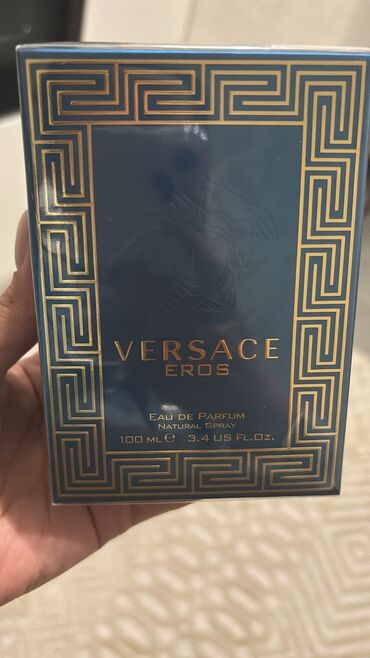 VERSACE
EROS
EAU DE PARFUM
NATURAL SPRAY
100 ML ℮ 3.4 US FL.OZ.